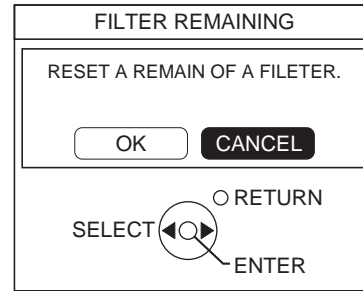 FILTER REMAINING
RESET A REMAIN OF A FILETER.
OK CANCEL
RETURN
SELECT
ENTER